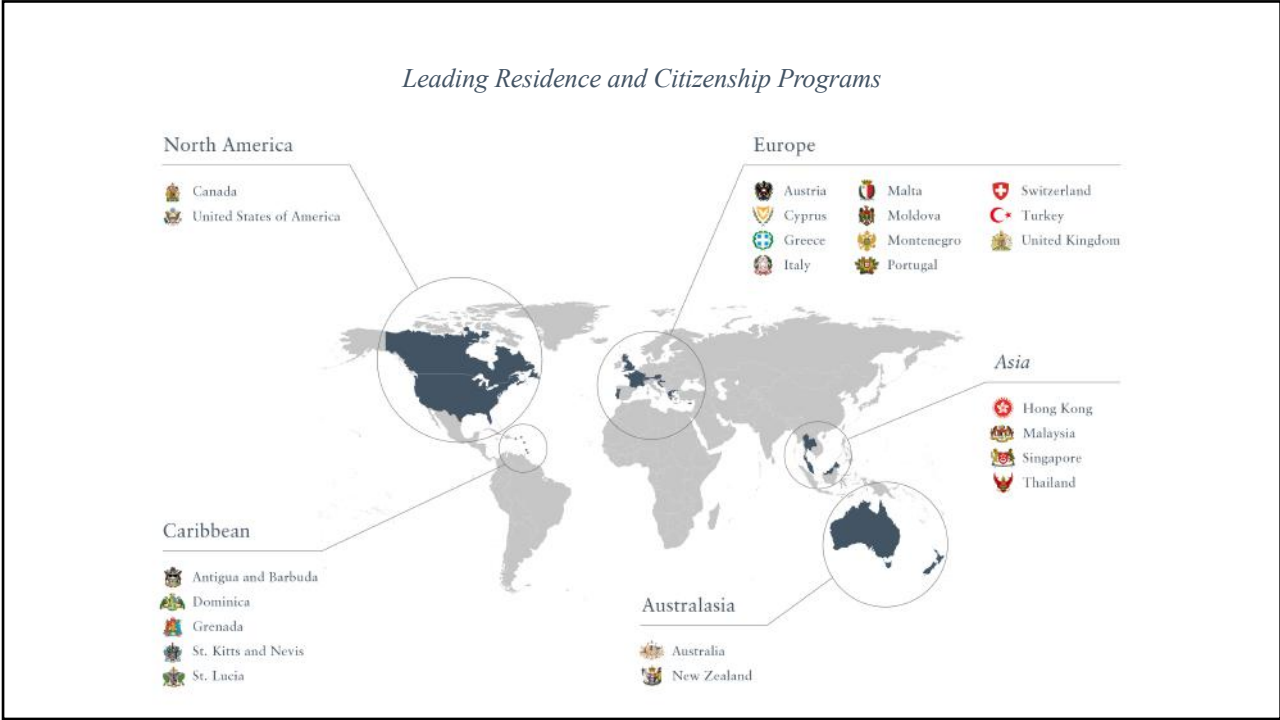 Leading Residence and Citizenship Programs
North America
Canada
United States of America
Europe
Austria
Cyprus
Greece
Italy
Malta
Moldova
Montenegro
Portugal
Switzerland
Turkey
United Kingdom
Asia
Hong Kong
Malaysia
Singapore
Thailand
Caribbean
Antigua and Barbuda
Dominica
Grenada
St. Kitts and Nevis
St. Lucia
Australasia
Australia
New Zealand